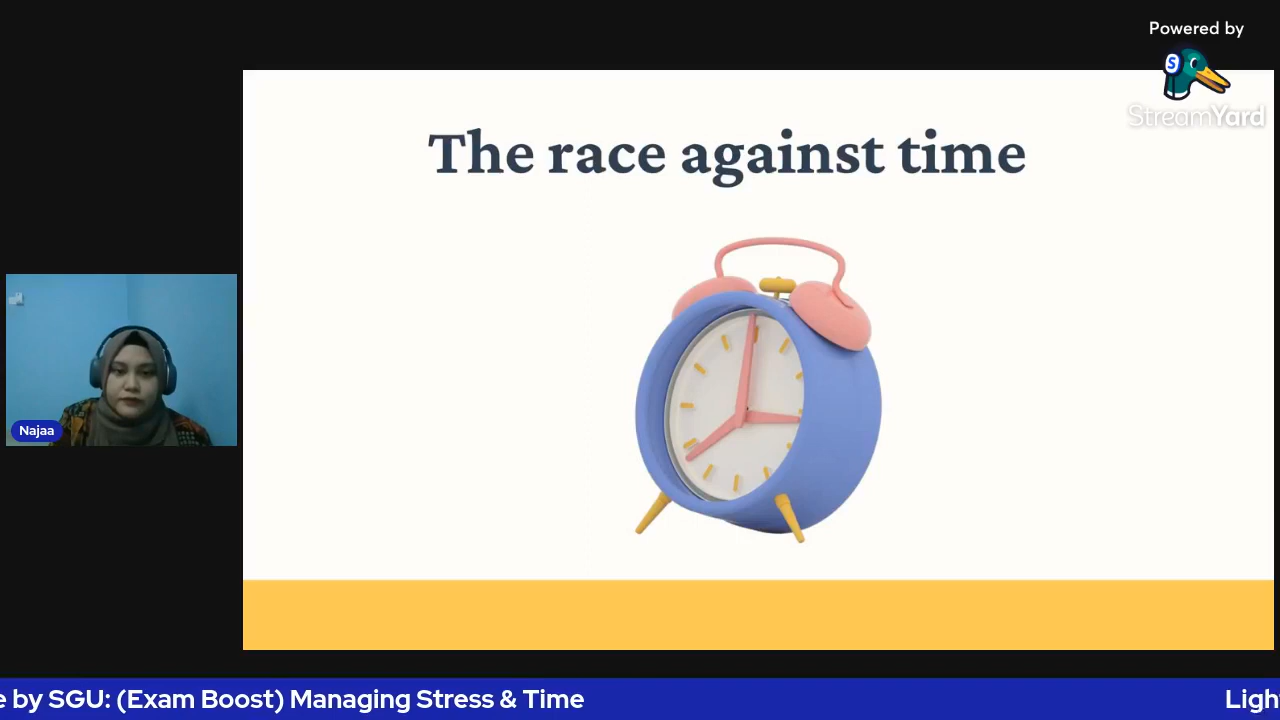 Powered by
S
StreamYard
The race against time
Najaa
e by SGU: (Exam Boost) Managing Stress & Time
Ligh